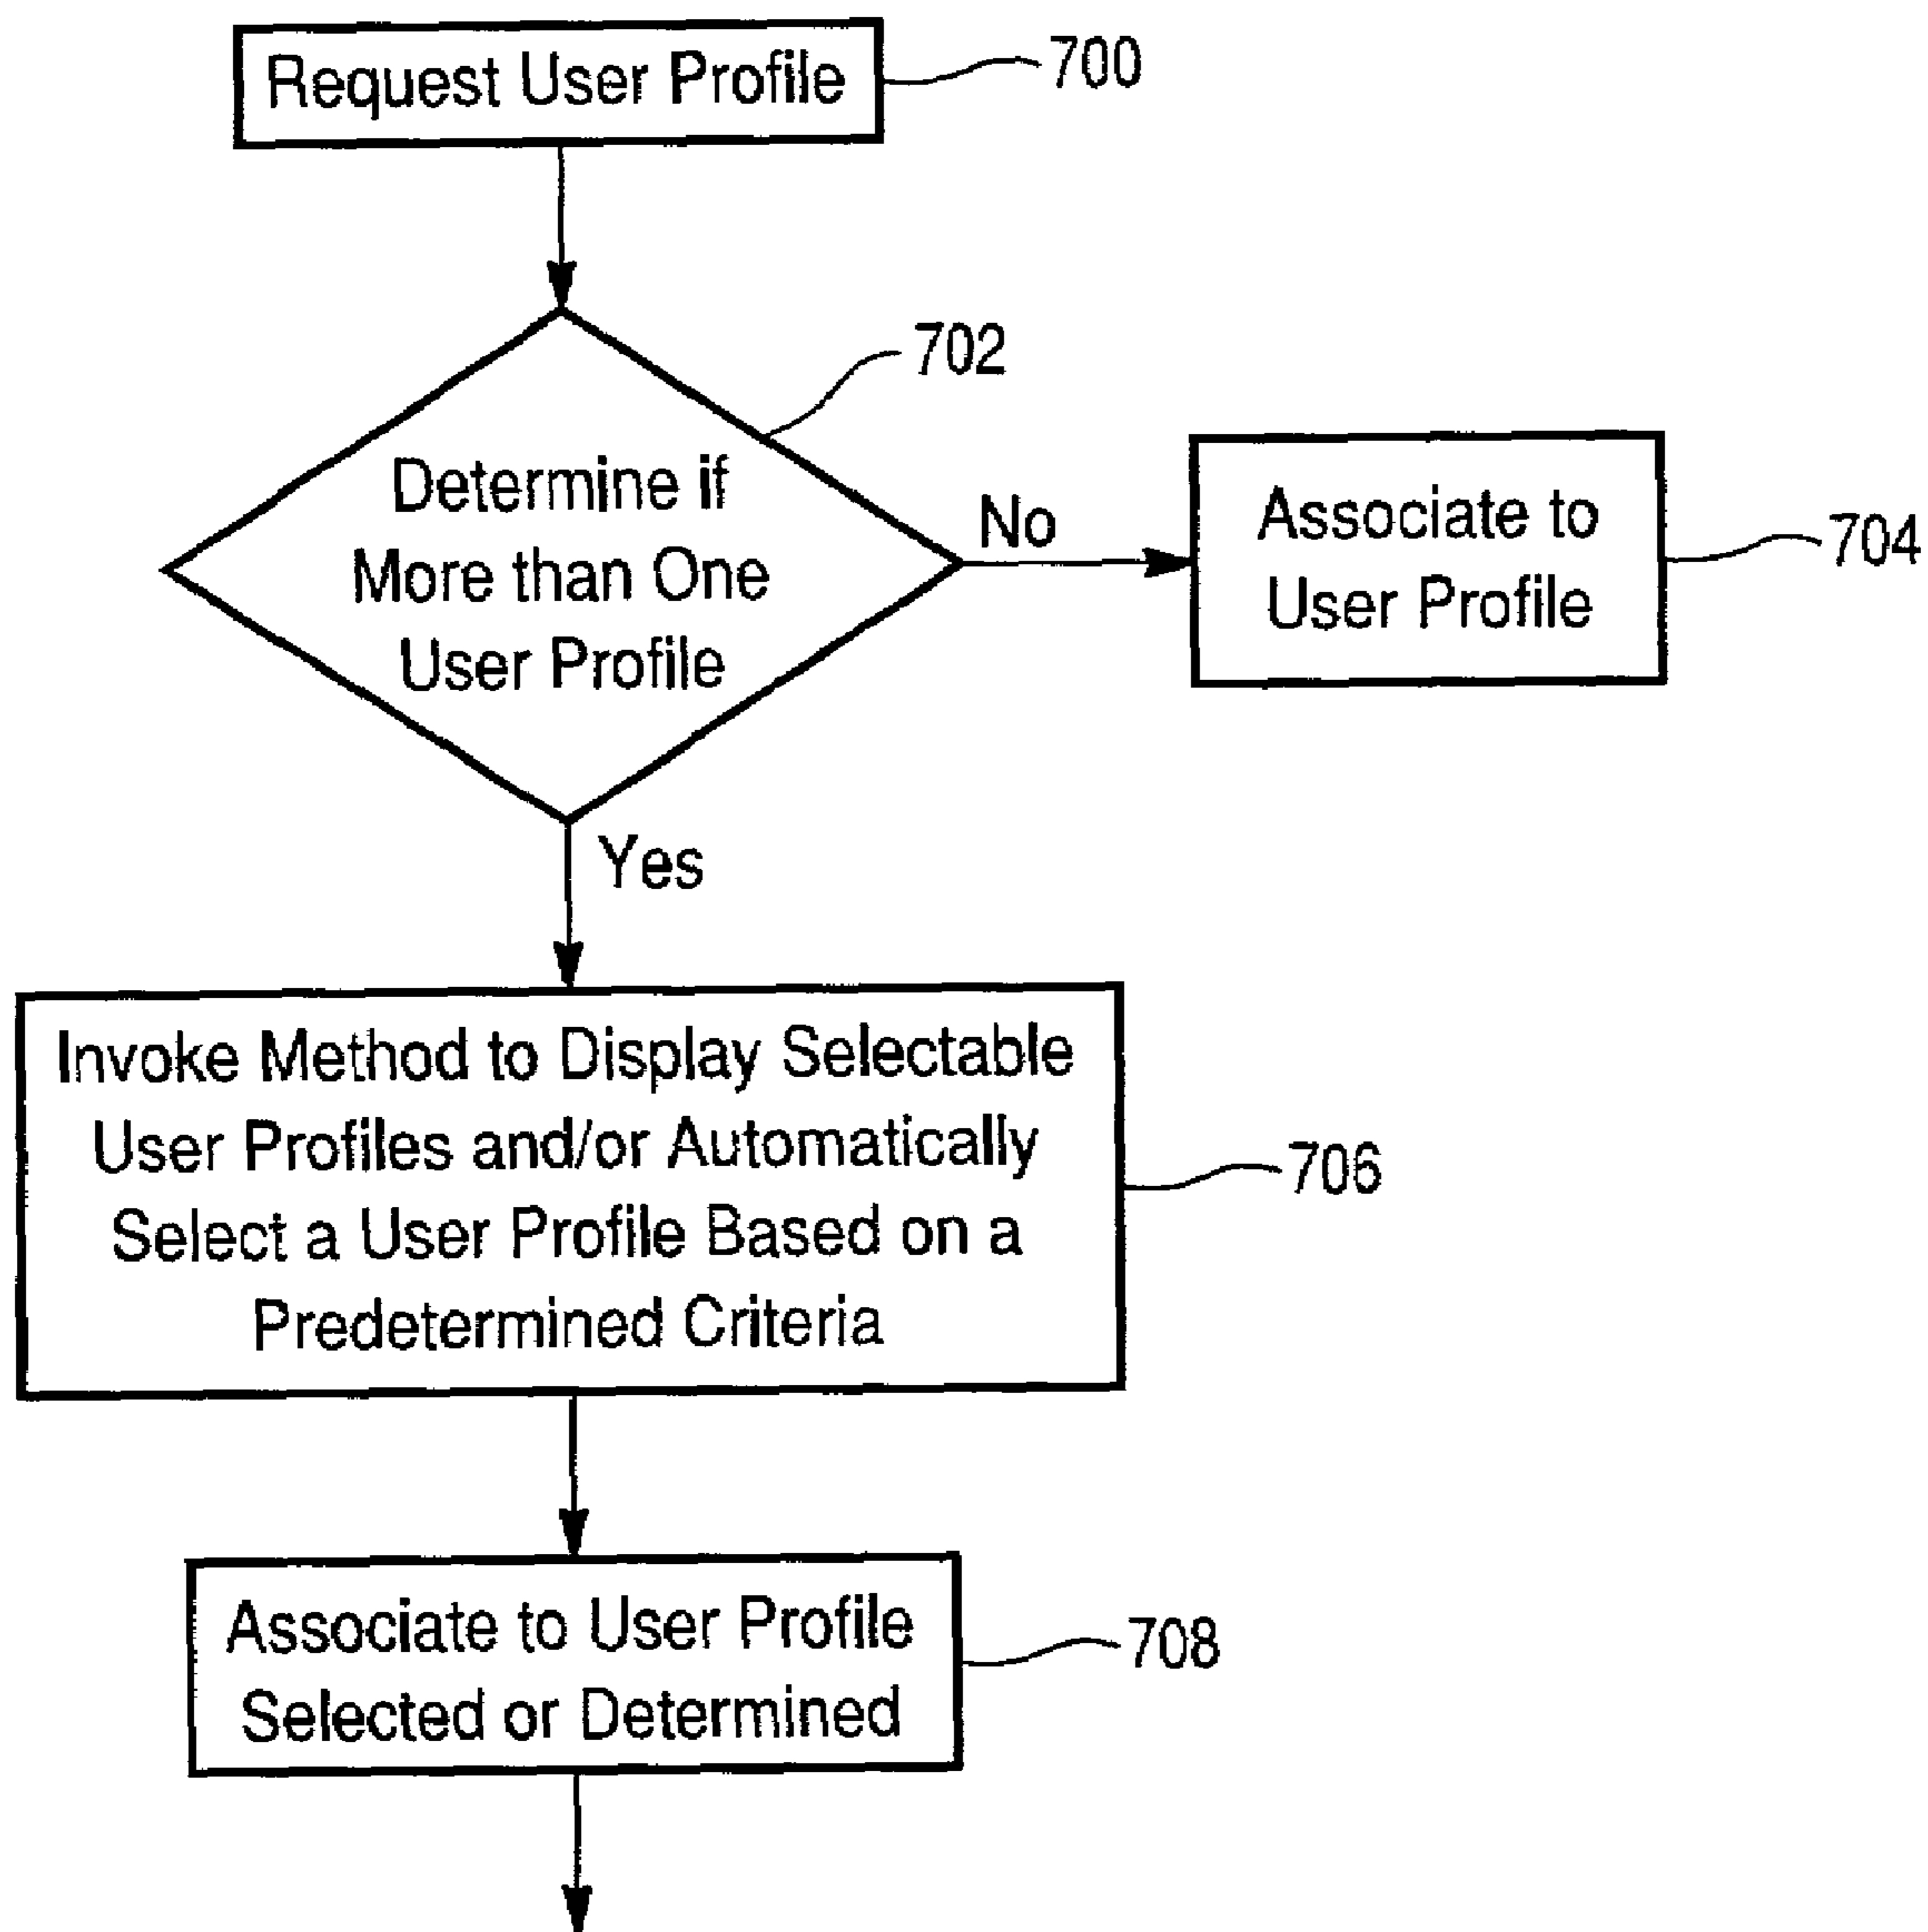 Request User Profile
700
702
Determine if
More than One
User Profile
No
Associate to
User Profile
704
Yes
Invoke Method to Display Selectable
User Profiles and/or Automatically
Select a User Profile Based on a
Predetermined Criteria
706
Associate to User Profile
Selected or Determined
708